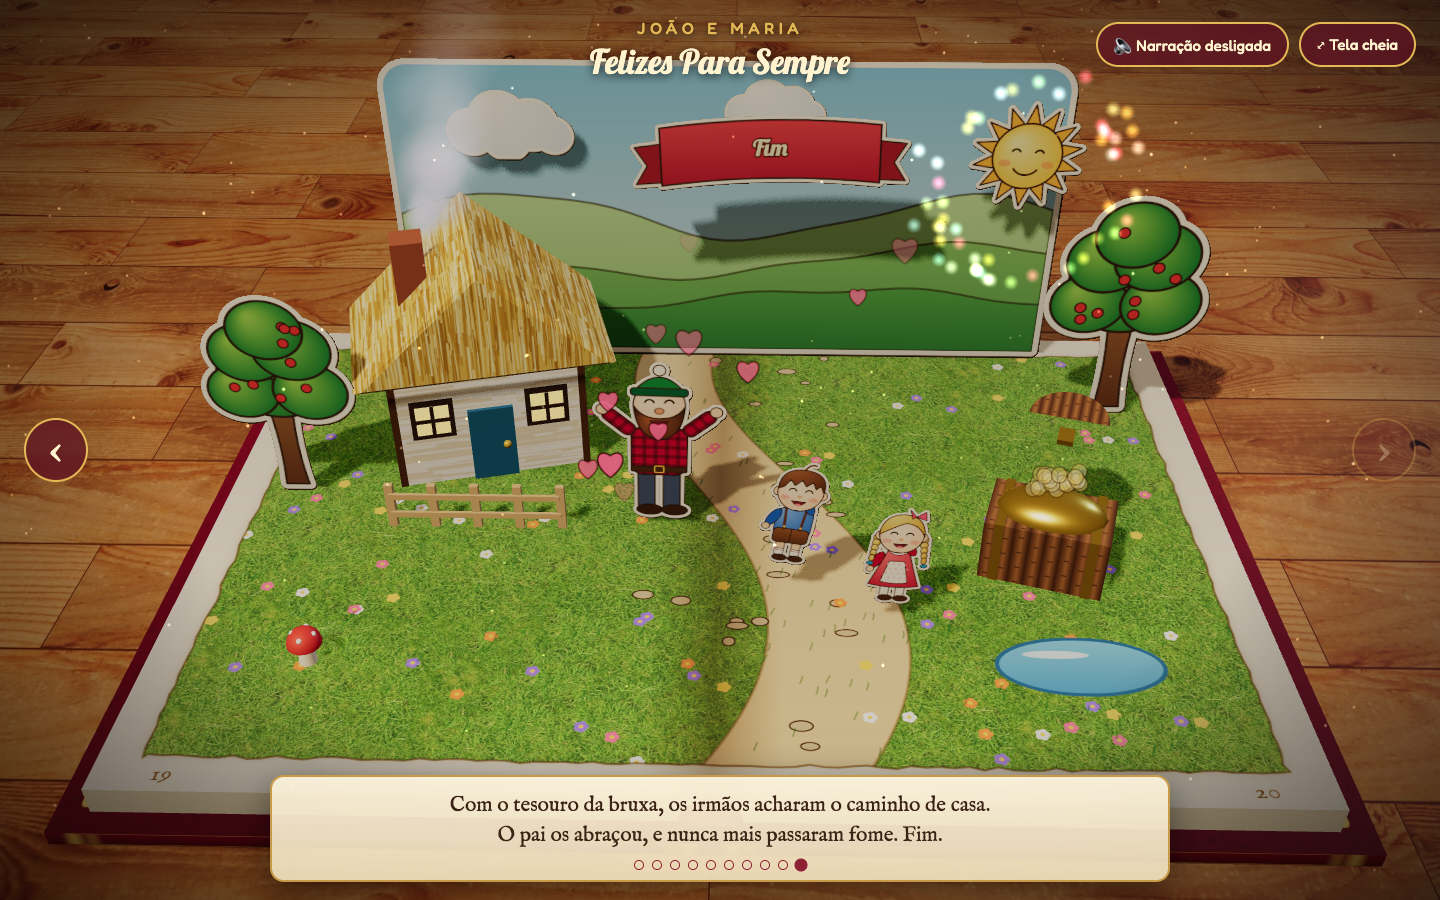 JOÃO E MARIA
Felizes Para Sempre
Narração desligada
Tela cheia
Fim
19
20
Com o tesouro da bruxa, os irmãos acharam o caminho de casa.
O pai os abraçou, e nunca mais passaram fome. Fim.